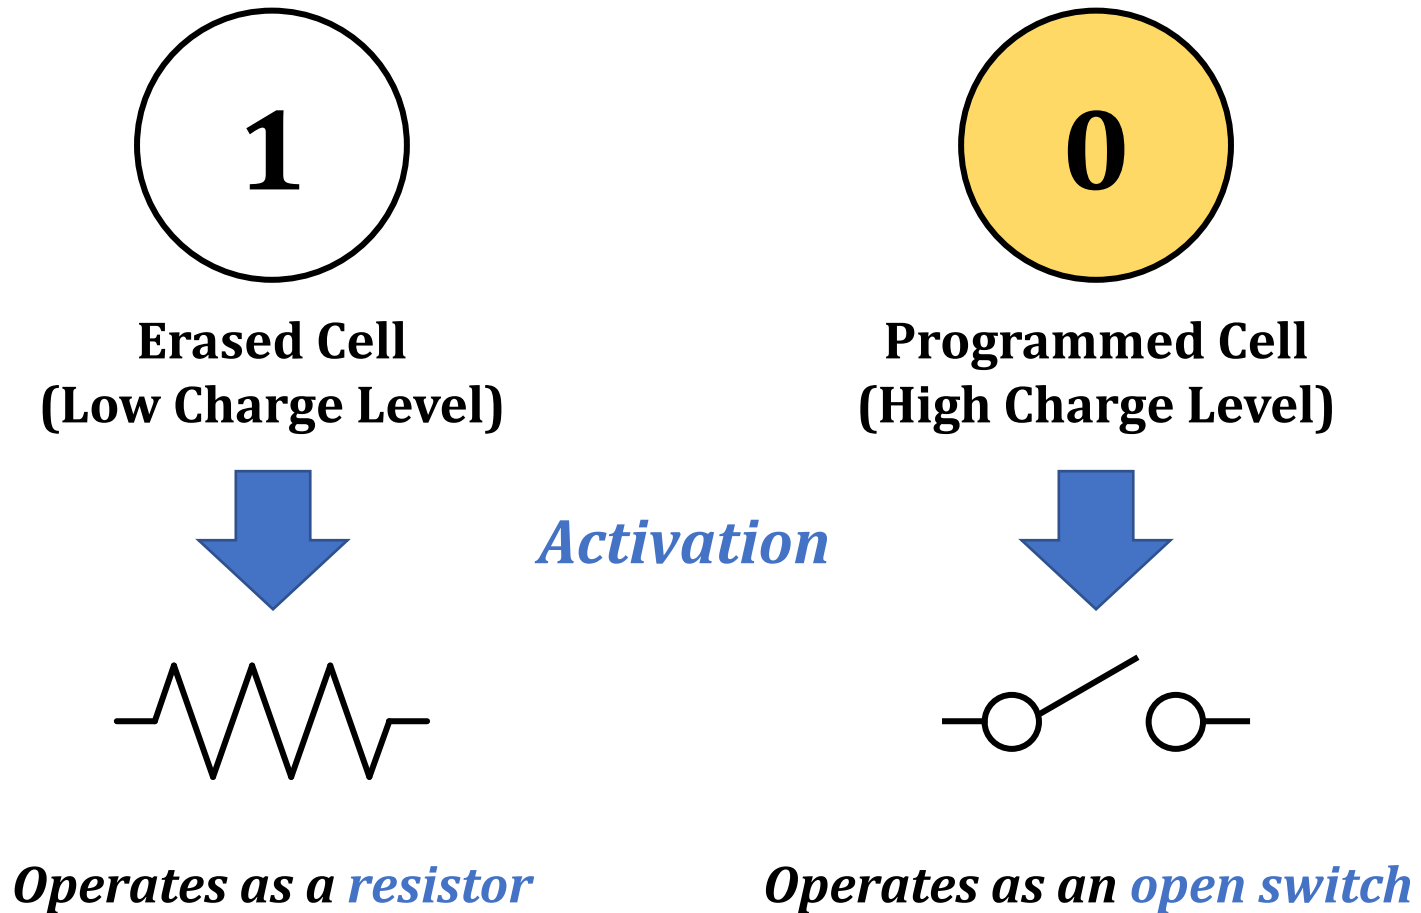 1
Erased Cell
(Low Charge Level)
0
Programmed Cell
(High Charge Level)
Activation
Operates as a resistor
Operates as an open switch